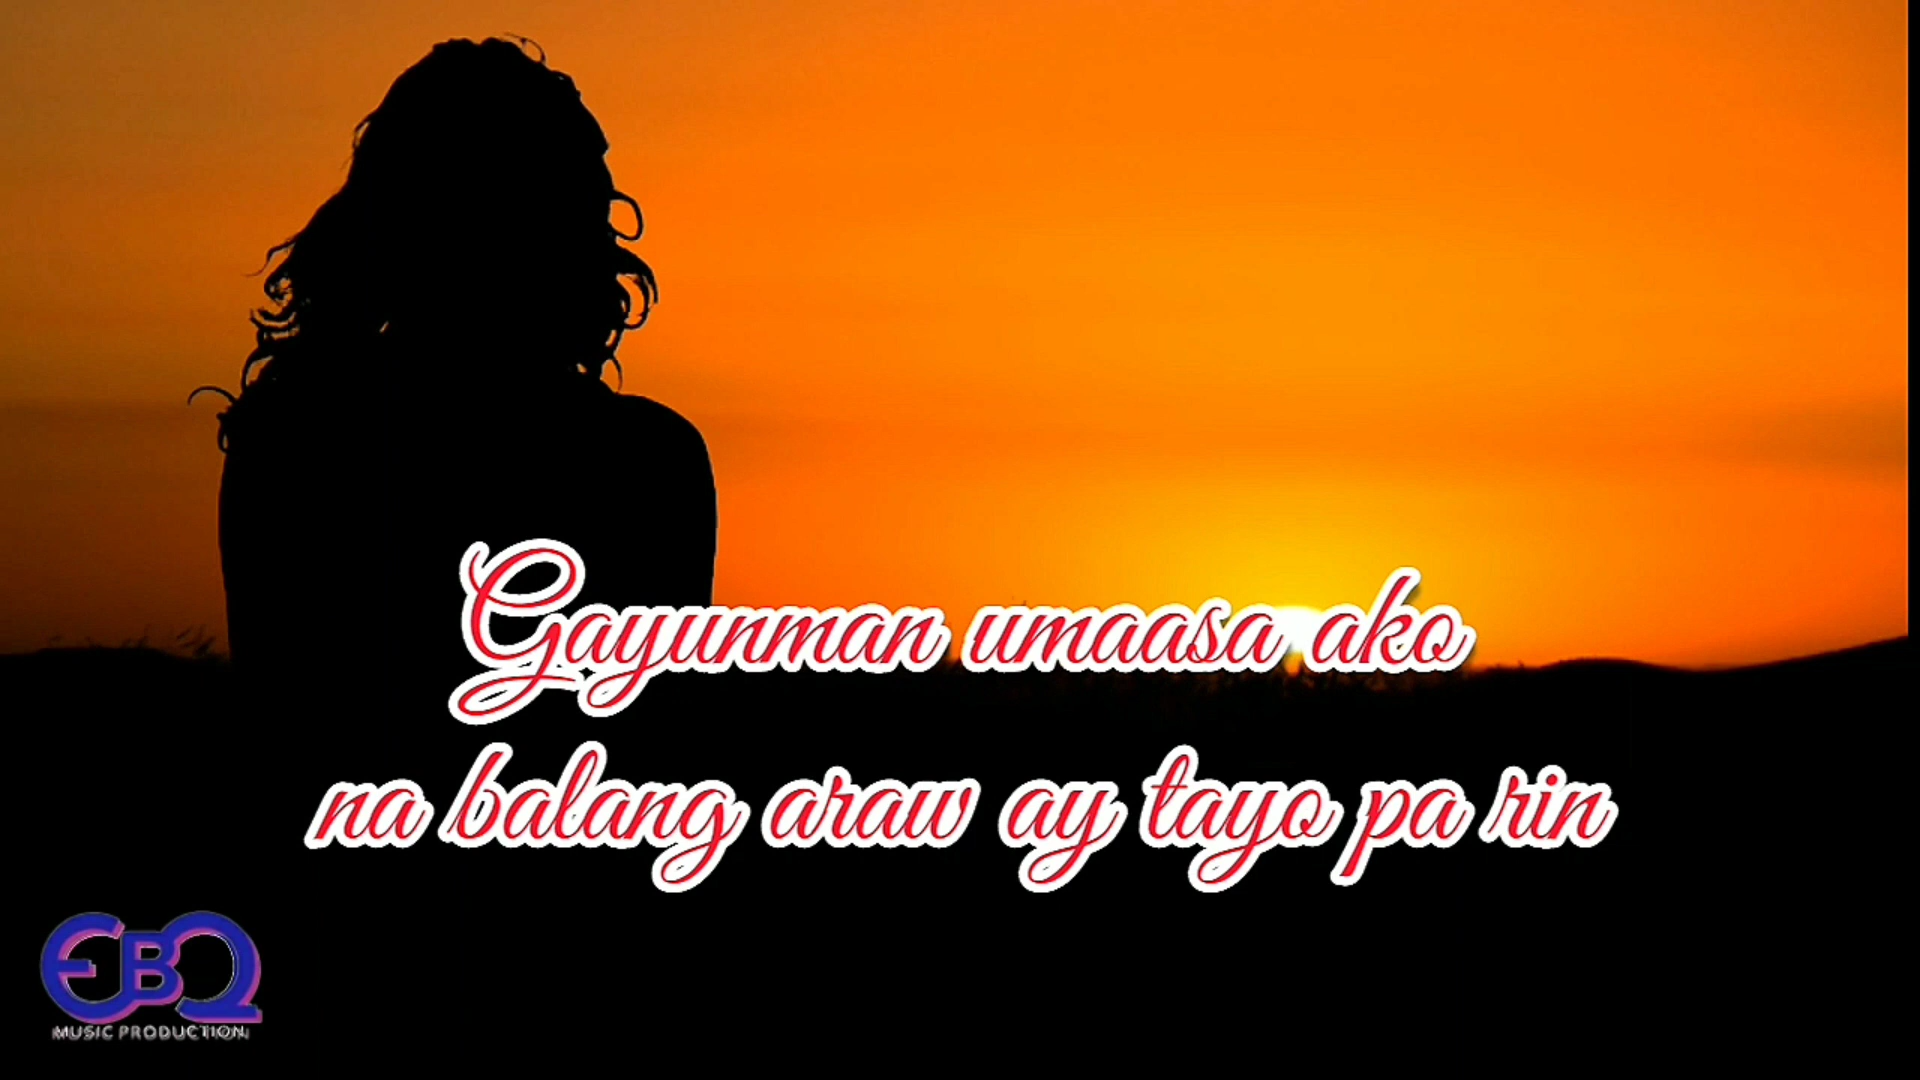 Gayunman umaasa ako
na balang araw ay tayo pa rin
EBQ
MUSIC PRODUCTION